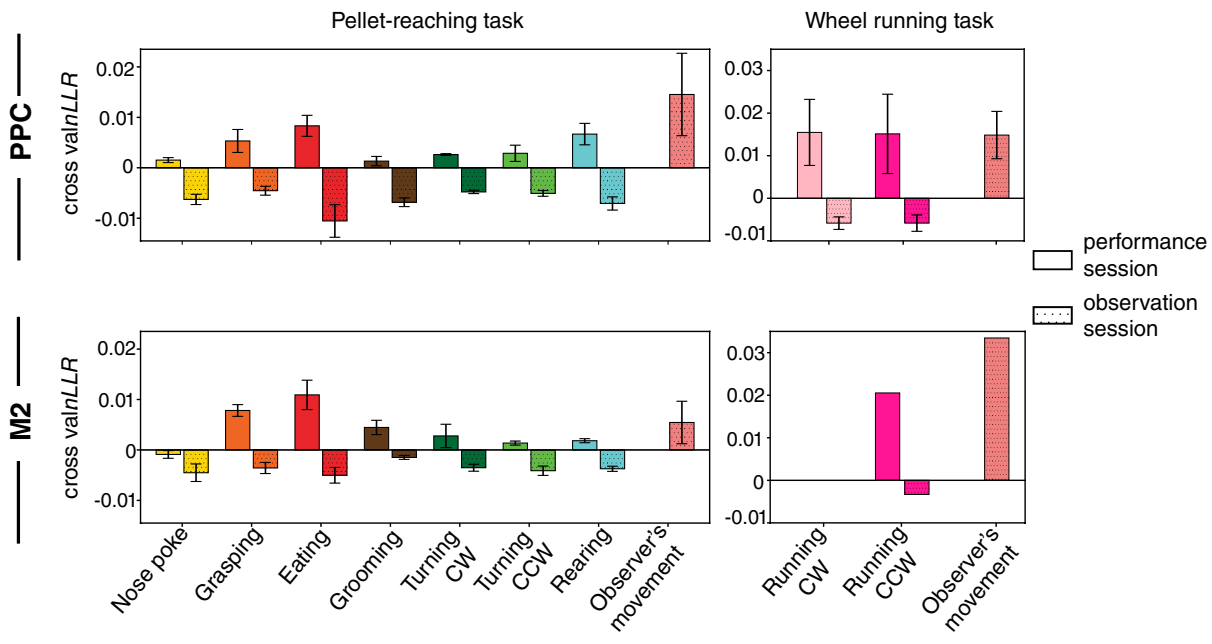 Pellet-reaching task
Wheel running task
PPC
cross valnLLR
0.02
0.01
0
-0.01
0.03
0.02
0.01
0
-0.01
performance
session
observation
session
M2
cross valnLLR
0.02
0.01
0
-0.01
0.03
0.02
0.01
0
-0.01
Nose poke
Grasping
Eating
Grooming
Turning
CW
Turning
CCW
Rearing
Observer's
movement
Running
CW
Running
CCW
Observer's
movement